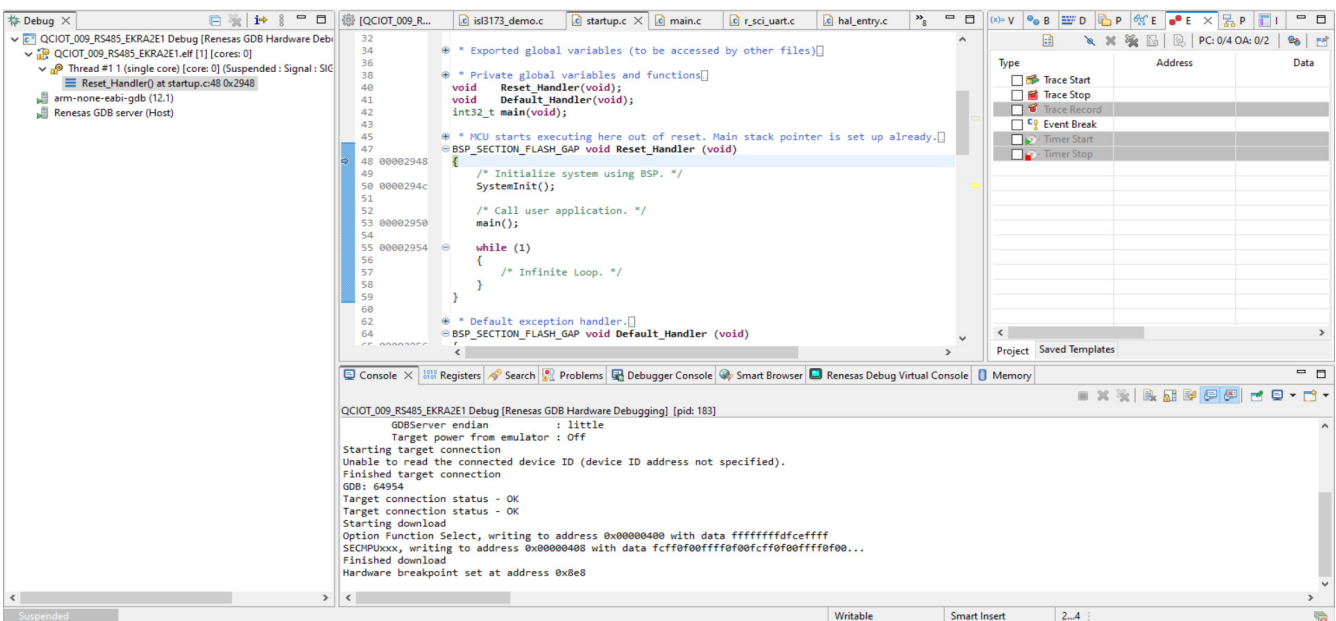 Debug
QCIOT_009_RS485_EKRA2E1 Debug [Renesas GDB Hardware Debu
QCIOT_009_RS485_EKRA2E1.elf [1] [cores: 0]
Thread #1 1 (single core) [core: 0] (Suspended : Signal : SIG
Reset_Handler() at startup.c:48 0x2948
arm-none-eabi-gdb (12.1)
Renesas GDB server (Host)
[QCIOT_009_R... isl3173_demo.c startup.c main.c r_sci_uart.c hal_entry.c »8
32
34 * Exported global variables (to be accessed by other files)
36
38 * Private global variables and functions
40 void Reset_Handler(void);
41 void Default_Handler(void);
42 int32_t main(void);
43
45 * MCU starts executing here out of reset. Main stack pointer is set up already.
47 BSP_SECTION_FLASH_GAP void Reset_Handler (void)
48 00002948 {
49 /* Initialize system using BSP. */
50 0000294c SystemInit();
51
52 /* Call user application. */
53 00002950 main();
54
55 00002954 while (1)
56 {
57 /* Infinite Loop. */
58 }
59 }
60
62 * Default exception handler.
64 BSP_SECTION_FLASH_GAP void Default_Handler (void)
(x)= V B D P E E P I
PC: 0/4 OA: 0/2
Type Address Data
Trace Start
Trace Stop
Trace Record
Event Break
Timer Start
Timer Stop
Project Saved Templates
Console Registers Search Problems Debugger Console Smart Browser Renesas Debug Virtual Console Memory
QCIOT_009_RS485_EKRA2E1 Debug [Renesas GDB Hardware Debugging] [pid: 183]
GDBServer endian : little
Target power from emulator : Off
Starting target connection
Unable to read the connected device ID (device ID address not specified).
Finished target connection
GDB: 64954
Target connection status - OK
Target connection status - OK
Starting download
Option Function Select, writing to address 0x00000400 with data ffffffffdfceffff
SECMPUxxx, writing to address 0x00000408 with data fcff0f00ffff0f00fcff0f00ffff0f00...
Finished download
Hardware breakpoint set at address 0x8e8
Suspended Writable Smart Insert 2...4